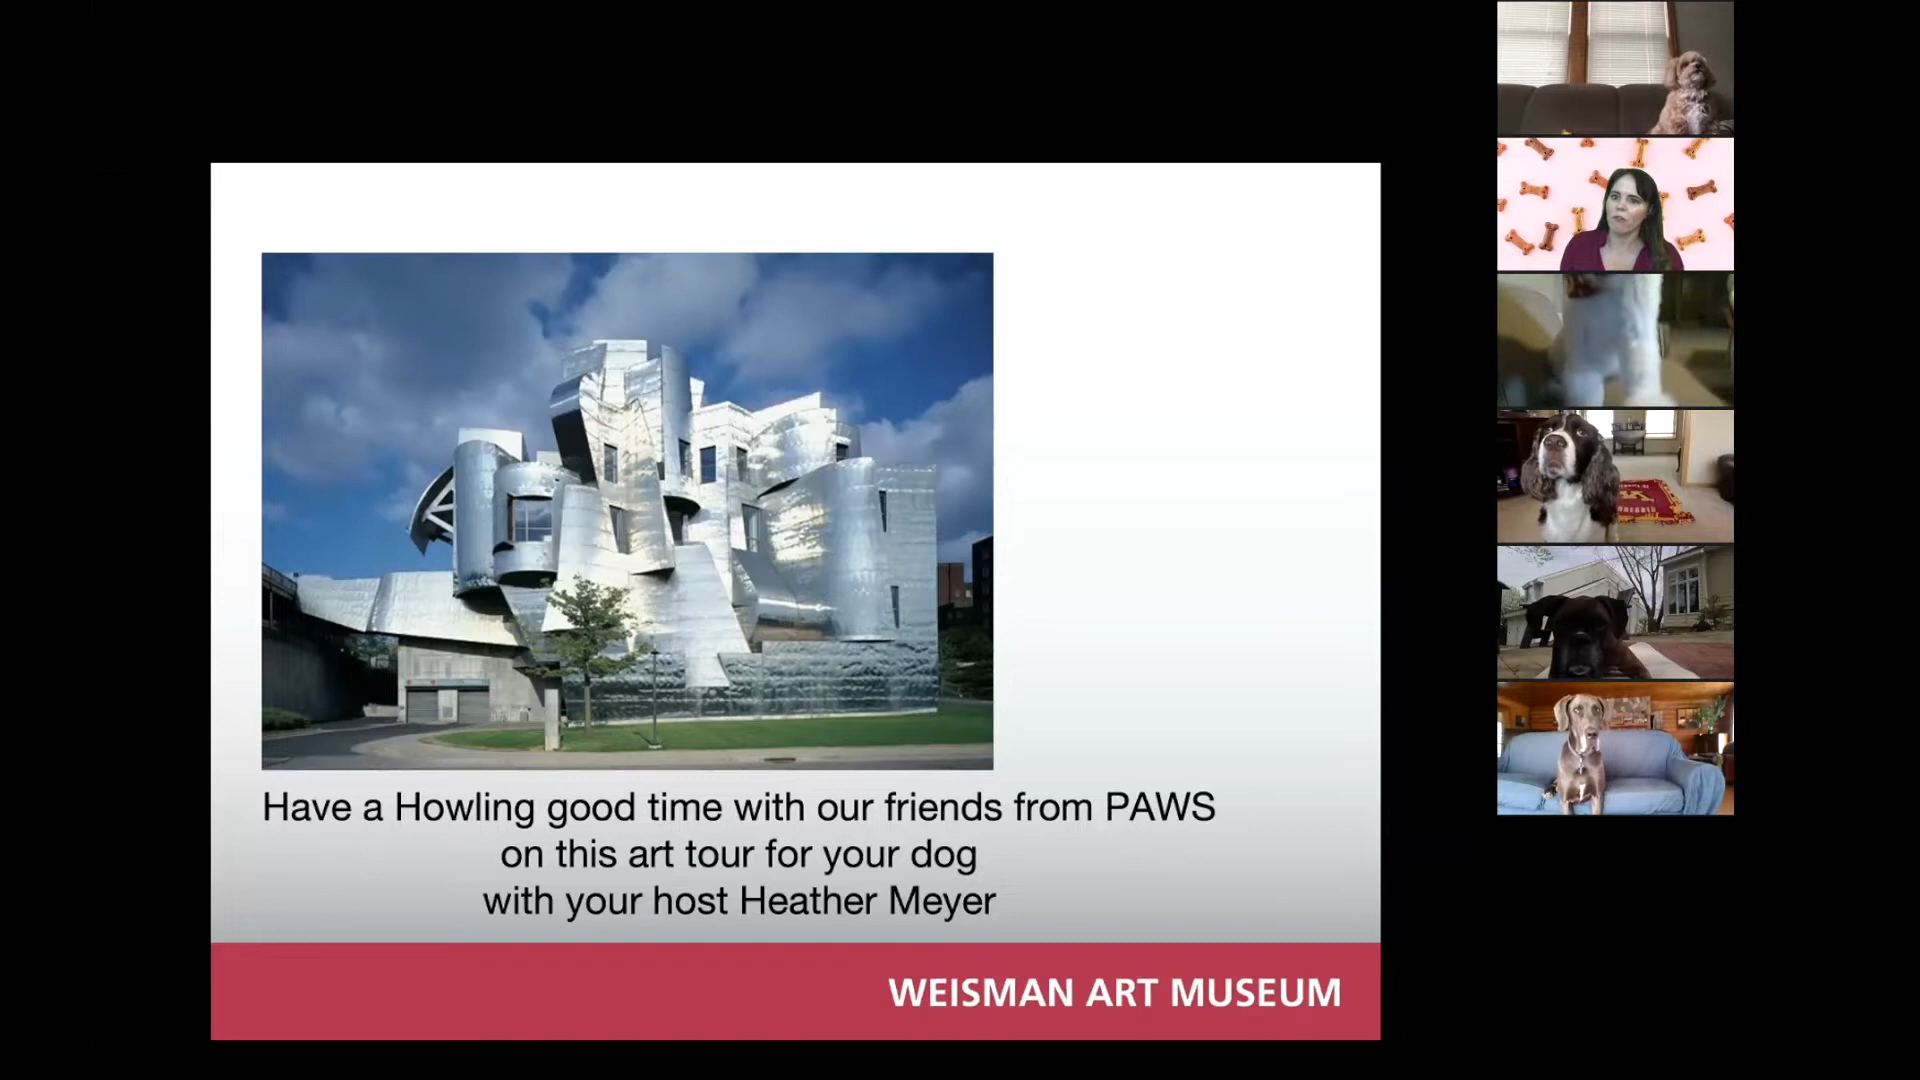 Have a Howling good time with our friends from PAWS
on this art tour for your dog
with your host Heather Meyer
WEISMAN ART MUSEUM